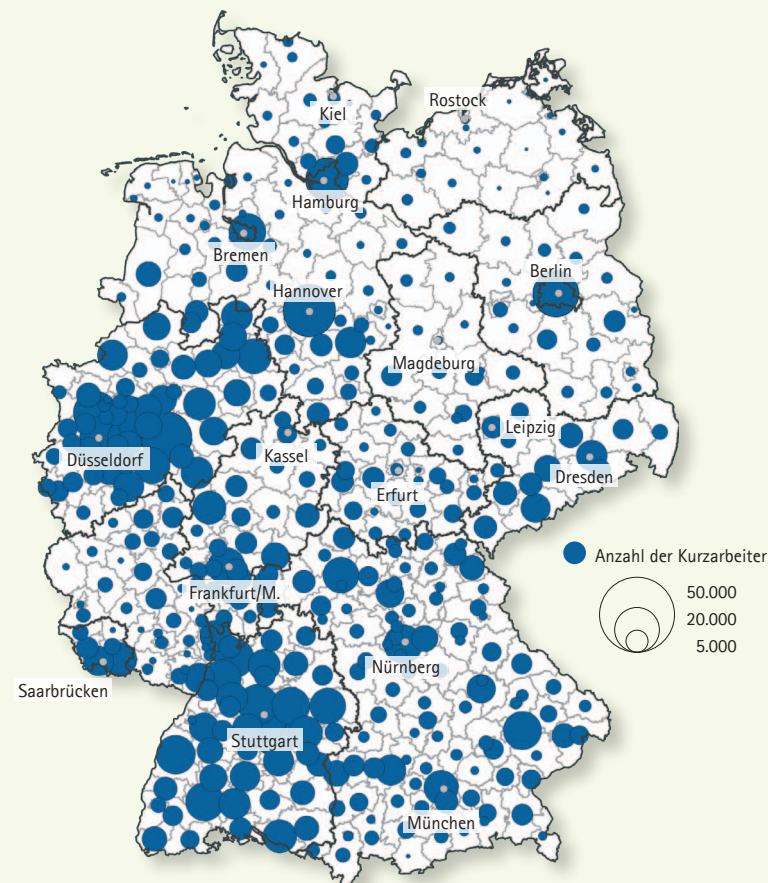 Kiel
Rostock
Hamburg
Bremen
Berlin
Hannover
Magdeburg
Leipzig
Düsseldorf
Kassel
Dresden
Erfurt
Anzahl der Kurzarbeiter
50.000
Frankfurt/M.
20.000
5.000
Nürnberg
Saarbrücken
Stuttgart
München